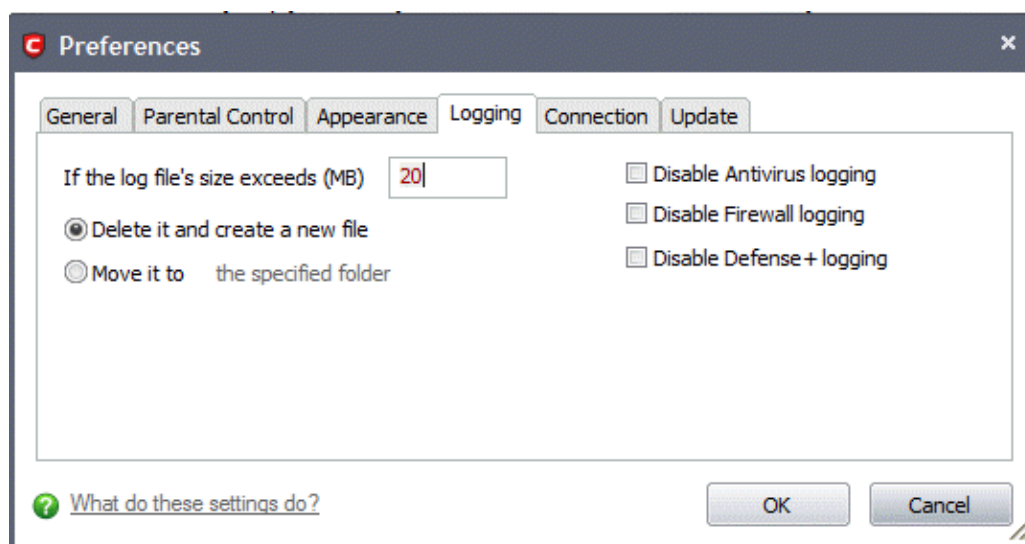 Preferences
General Parental Control Appearance Logging Connection Update
If the log file's size exceeds (MB) 20
Delete it and create a new file
Move it to the specified folder
Disable Antivirus logging
Disable Firewall logging
Disable Defense+ logging
What do these settings do?
OK Cancel